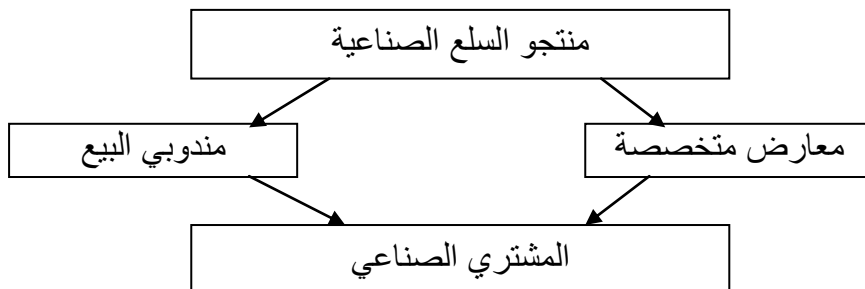 منتجو السلع الصناعية
معارض متخصصة
مندوبي البيع
المشتري الصناعي